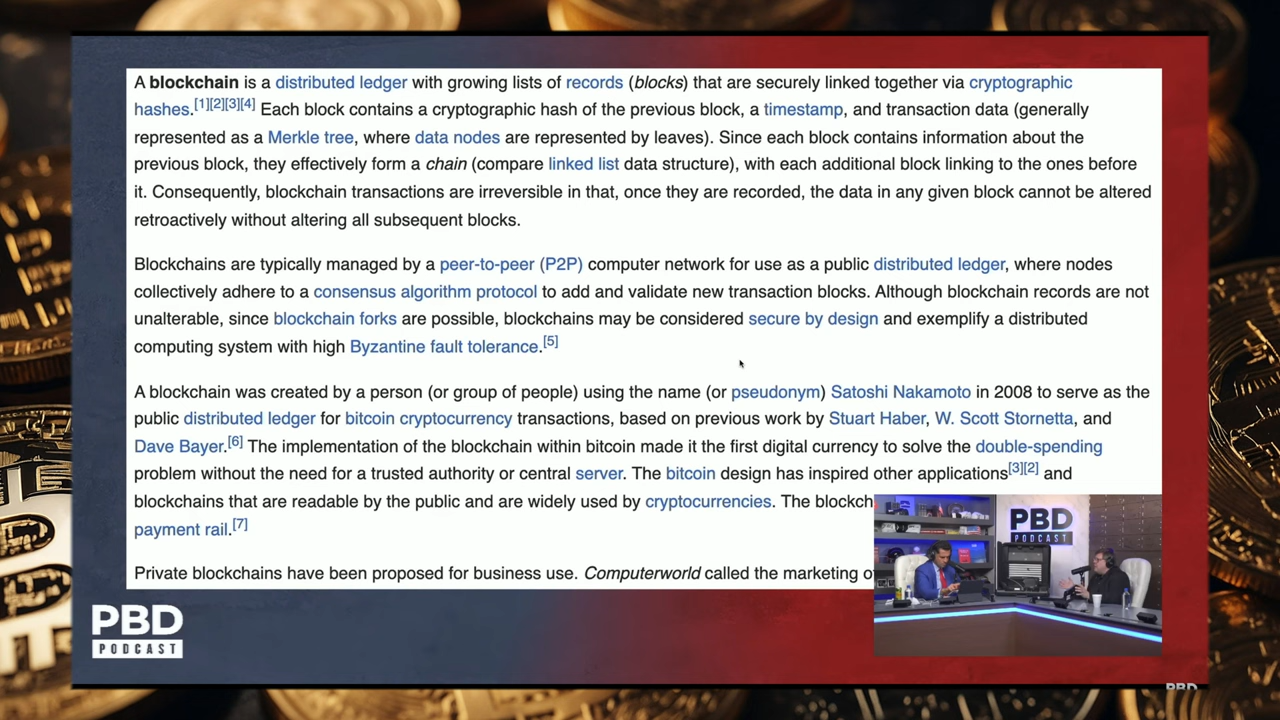 A blockchain is a distributed ledger with growing lists of records (blocks) that are securely linked together via cryptographic
hashes.[1][2][3][4] Each block contains a cryptographic hash of the previous block, a timestamp, and transaction data (generally
represented as a Merkle tree, where data nodes are represented by leaves). Since each block contains information about the
previous block, they effectively form a chain (compare linked list data structure), with each additional block linking to the ones before
it. Consequently, blockchain transactions are irreversible in that, once they are recorded, the data in any given block cannot be altered
retroactively without altering all subsequent blocks.
Blockchains are typically managed by a peer-to-peer (P2P) computer network for use as a public distributed ledger, where nodes
collectively adhere to a consensus algorithm protocol to add and validate new transaction blocks. Although blockchain records are not
unalterable, since blockchain forks are possible, blockchains may be considered secure by design and exemplify a distributed
computing system with high Byzantine fault tolerance.[5]
A blockchain was created by a person (or group of people) using the name (or pseudonym) Satoshi Nakamoto in 2008 to serve as the
public distributed ledger for bitcoin cryptocurrency transactions, based on previous work by Stuart Haber, W. Scott Stornetta, and
Dave Bayer.[6] The implementation of the blockchain within bitcoin made it the first digital currency to solve the double-spending
problem without the need for a trusted authority or central server. The bitcoin design has inspired other applications[3][2] and
blockchains that are readable by the public and are widely used by cryptocurrencies. The blockch
payment rail.[7]
Private blockchains have been proposed for business use. Computerworld called the marketing o
PBD
PODCAST
PBD
PODCAST
PBD